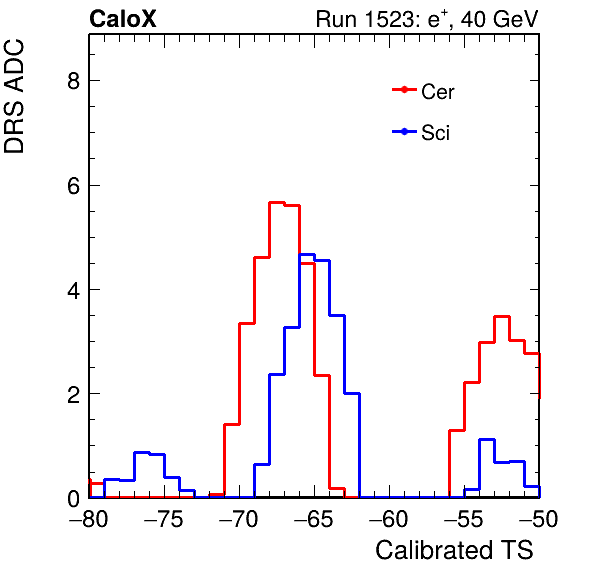 CaloX Run 1523: e⁺, 40 GeV
DRS ADC
8
6
4
2
0
Cer
Sci
−80 −75 −70 −65 −60 −55 −50
Calibrated TS